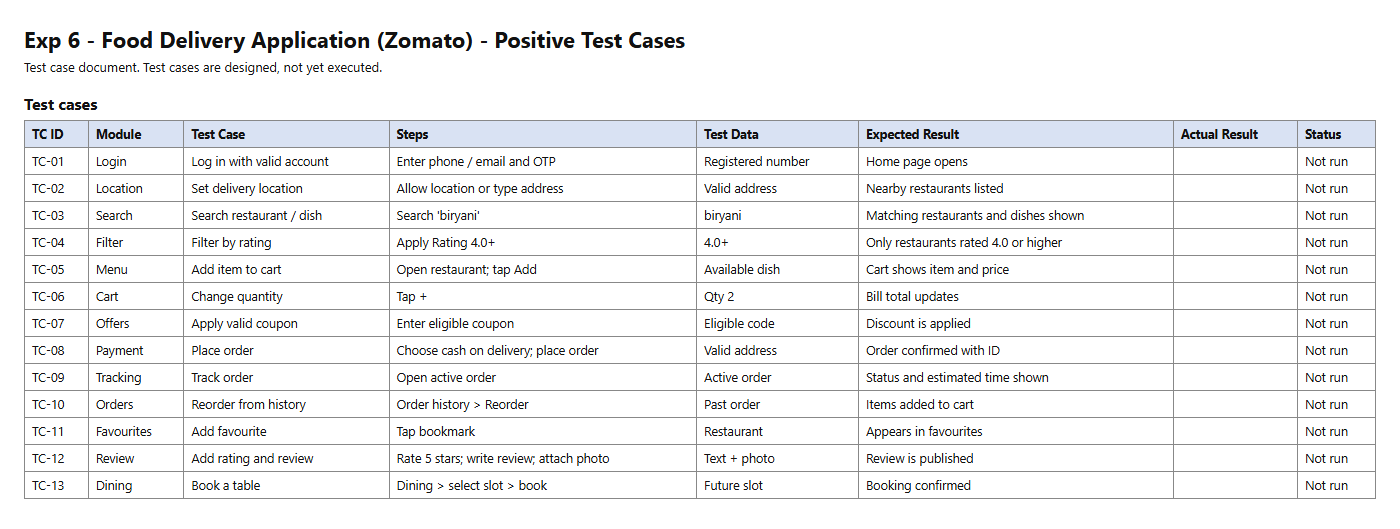 Exp 6 - Food Delivery Application (Zomato) - Positive Test Cases
Test case document. Test cases are designed, not yet executed.
Test cases
TC ID Module Test Case Steps Test Data Expected Result Actual Result Status
TC-01 Login Log in with valid account Enter phone / email and OTP Registered number Home page opens Not run
TC-02 Location Set delivery location Allow location or type address Valid address Nearby restaurants listed Not run
TC-03 Search Search restaurant / dish Search 'biryani' biryani Matching restaurants and dishes shown Not run
TC-04 Filter Filter by rating Apply Rating 4.0+ 4.0+ Only restaurants rated 4.0 or higher Not run
TC-05 Menu Add item to cart Open restaurant; tap Add Available dish Cart shows item and price Not run
TC-06 Cart Change quantity Tap + Qty 2 Bill total updates Not run
TC-07 Offers Apply valid coupon Enter eligible coupon Eligible code Discount is applied Not run
TC-08 Payment Place order Choose cash on delivery; place order Valid address Order confirmed with ID Not run
TC-09 Tracking Track order Open active order Active order Status and estimated time shown Not run
TC-10 Orders Reorder from history Order history > Reorder Past order Items added to cart Not run
TC-11 Favourites Add favourite Tap bookmark Restaurant Appears in favourites Not run
TC-12 Review Add rating and review Rate 5 stars; write review; attach photo Text + photo Review is published Not run
TC-13 Dining Book a table Dining > select slot > book Future slot Booking confirmed Not run